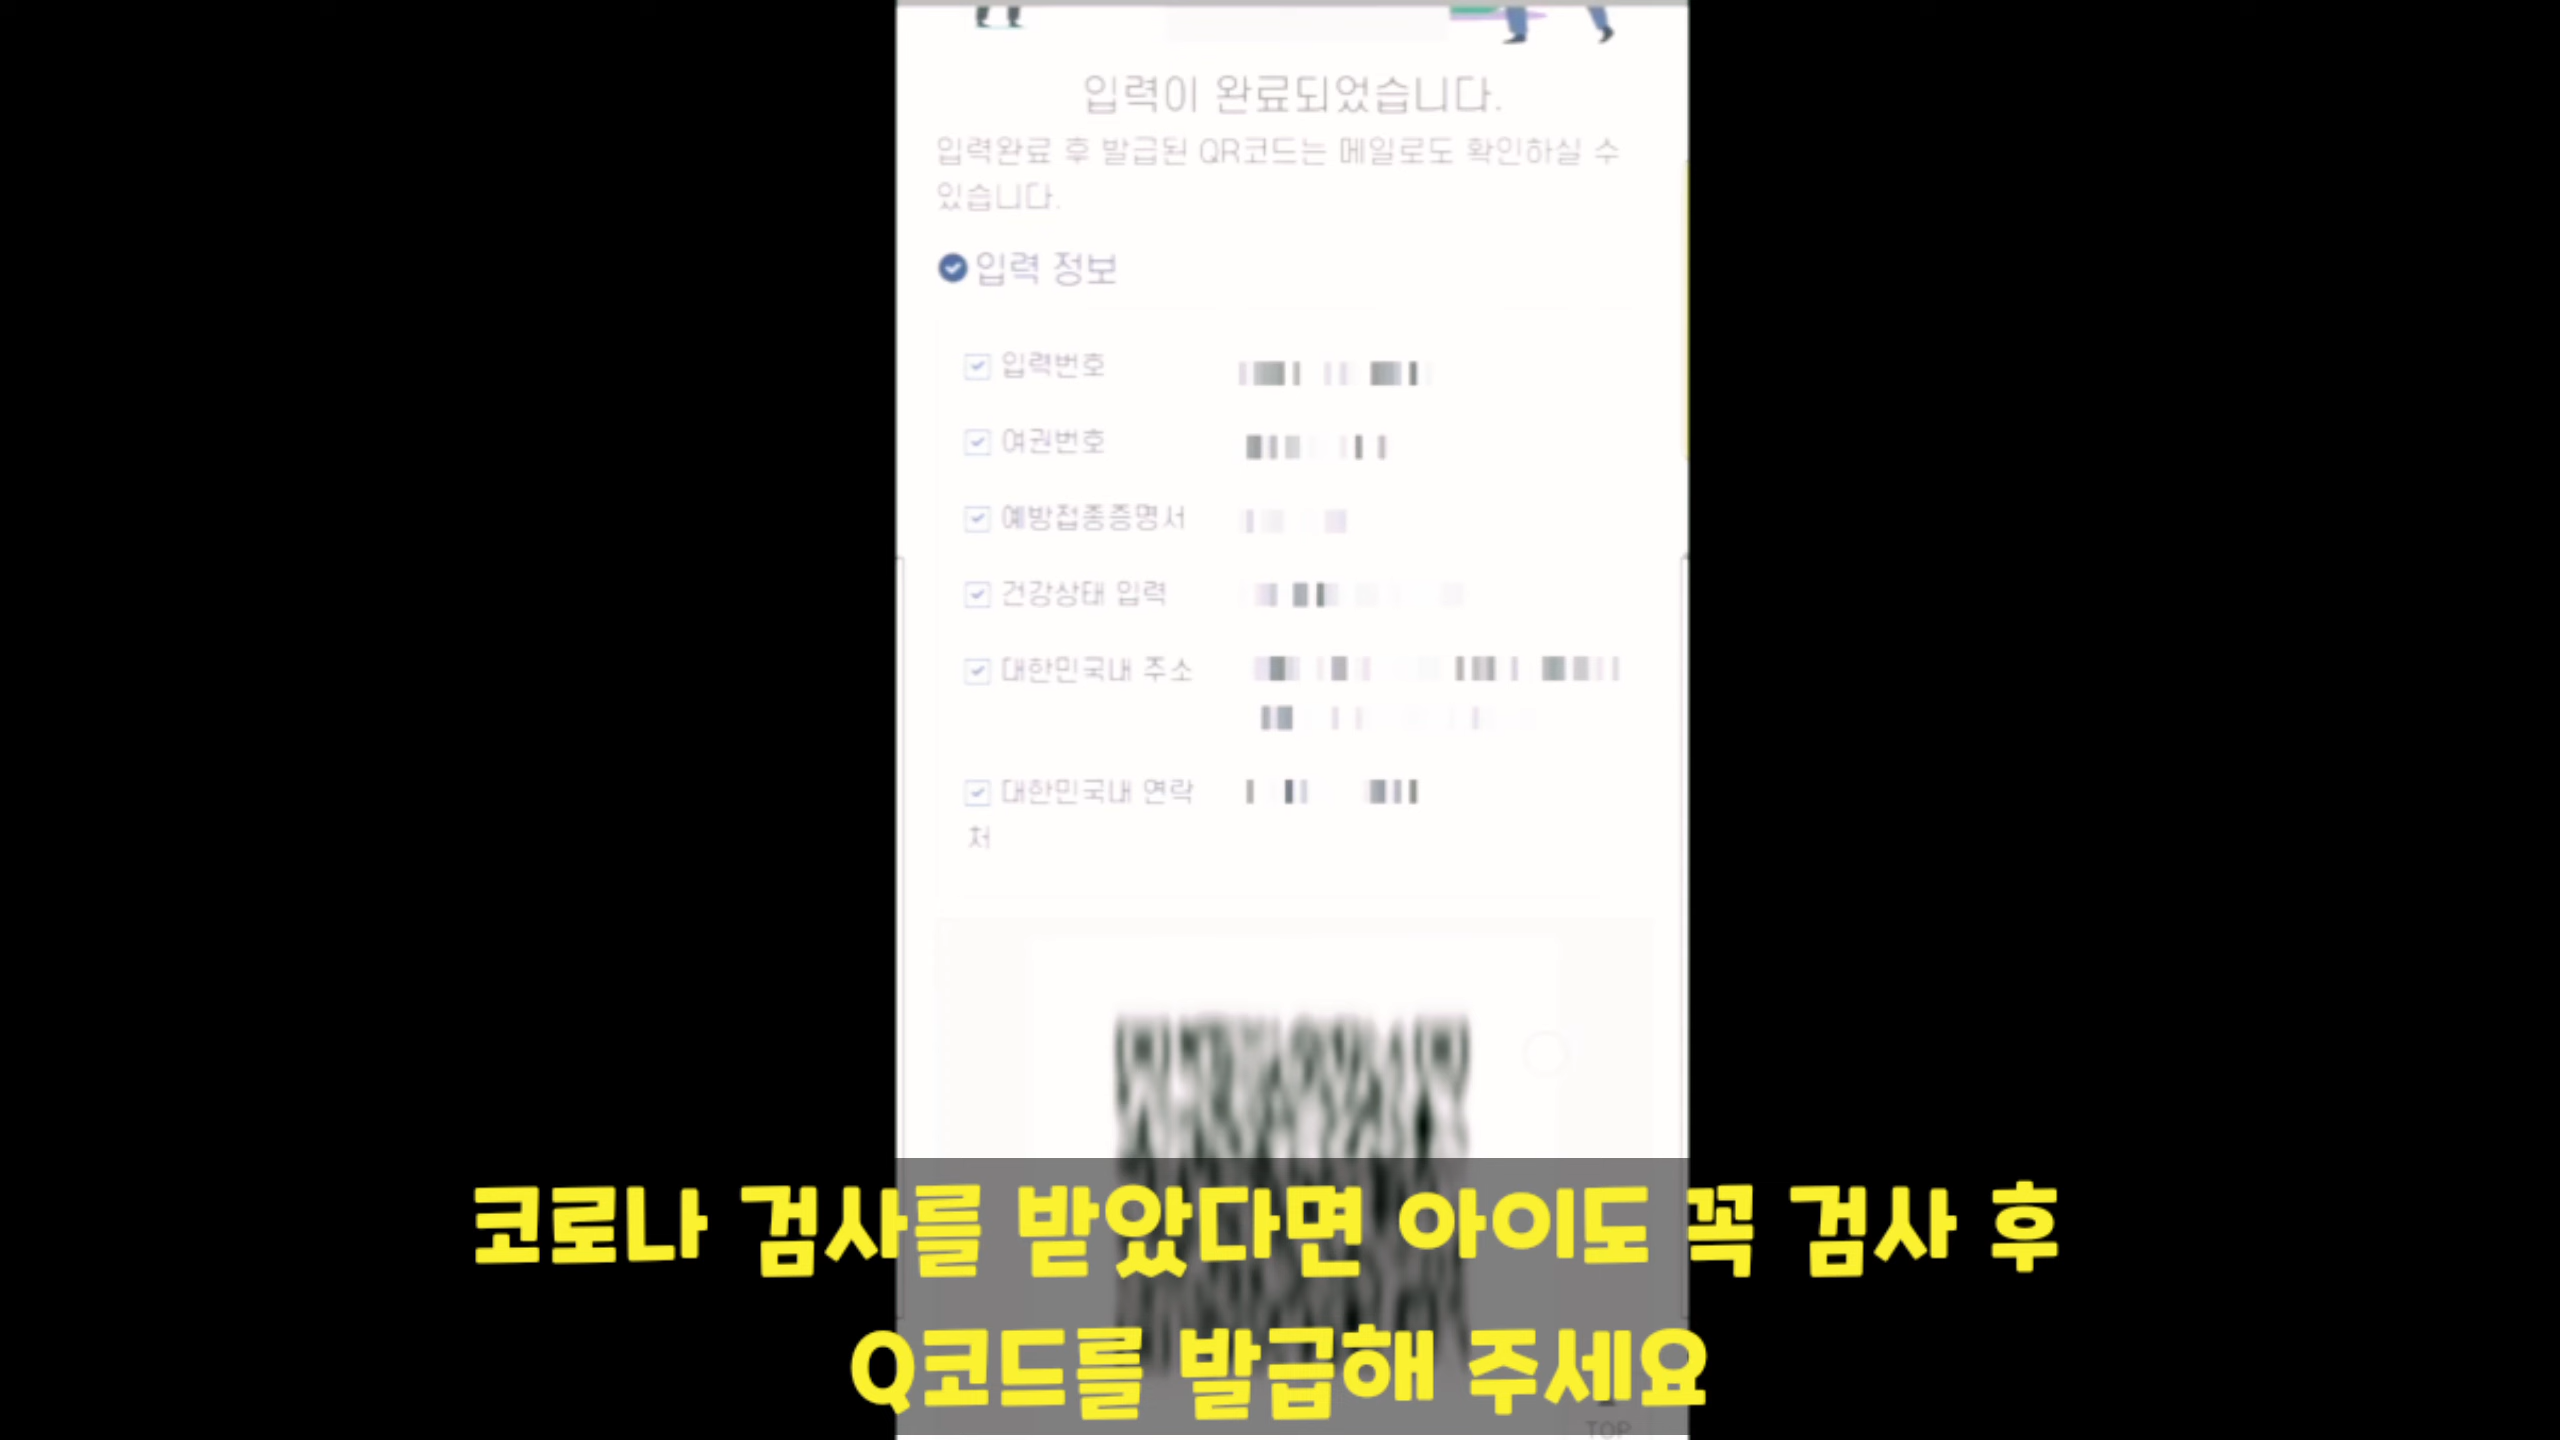 입력이 완료되었습니다.
입력완료 후 발급된 QR코드는 메일로도 확인하실 수
있습니다.
입력 정보
입력번호
여권번호
예방접종증명서
건강상태 입력
대한민국내 주소
대한민국내 연락
처
코로나 검사를 받았다면 아이도 꼭 검사 후
Q코드를 발급해 주세요
TOP